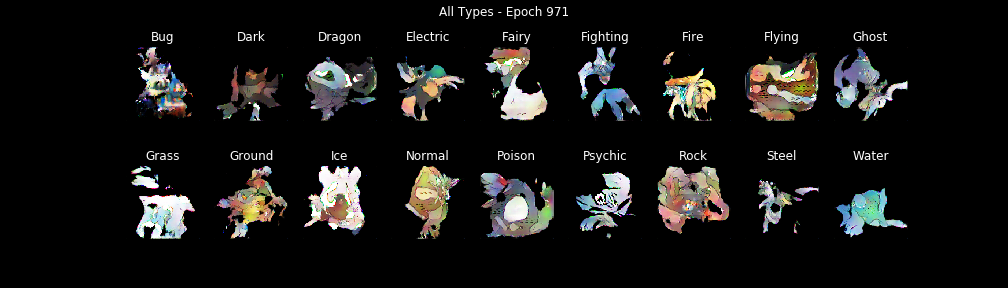 All Types - Epoch 971
Bug Dark Dragon Electric Fairy Fighting Fire Flying Ghost
Grass Ground Ice Normal Poison Psychic Rock Steel Water